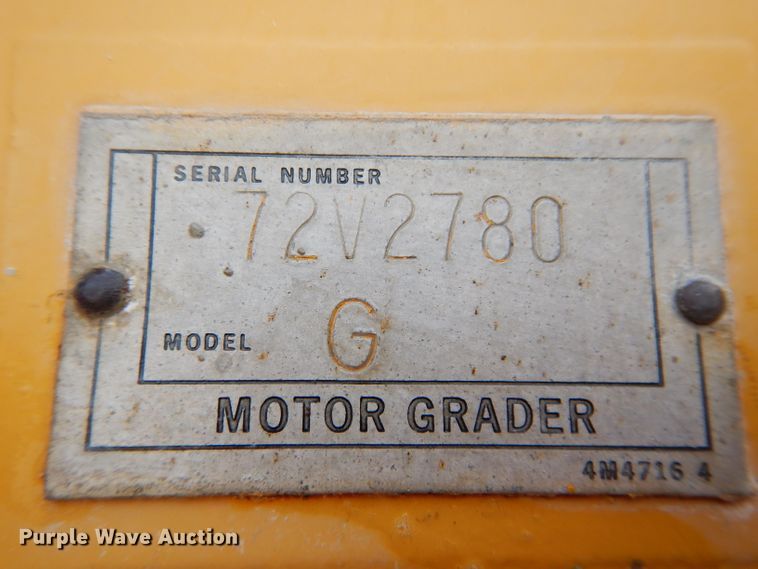 SERIAL NUMBER
72V2780
MODEL G
MOTOR GRADER
4M4716 4
Purple Wave Auction